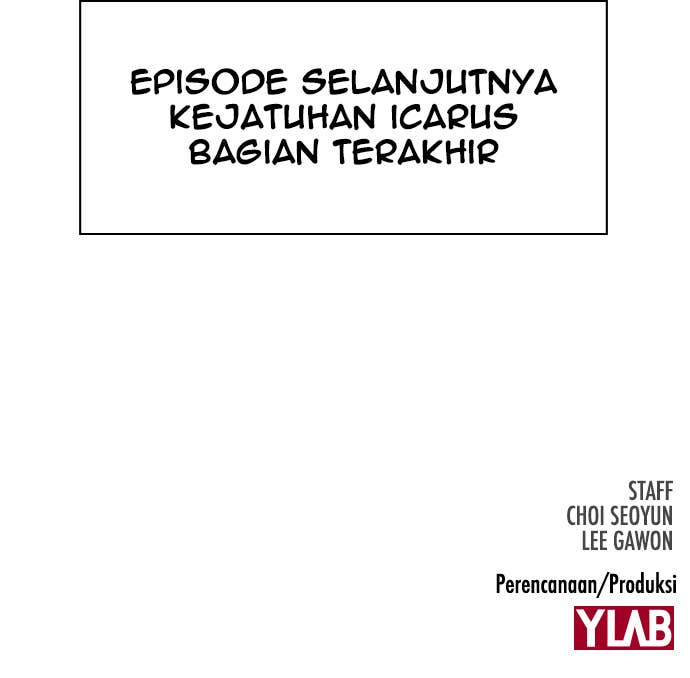 EPISODE SELANJUTNYA
KEJATUHAN ICARUS
BAGIAN TERAKHIR
STAFF
CHOI SEOYUN
LEE GAWON
Perencanaan/Produksi
YLAB